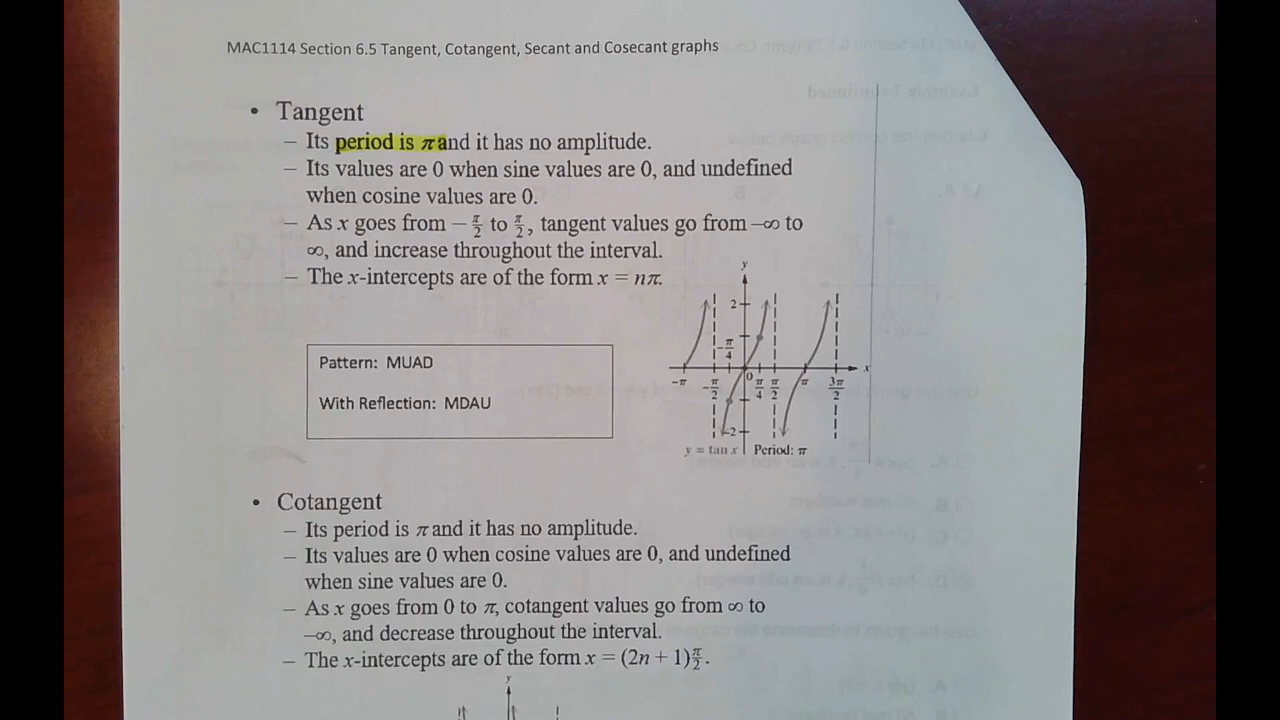 MAC1114 Section 6.5 Tangent, Cotangent, Secant and Cosecant graphs
• Tangent
– Its period is π and it has no amplitude.
– Its values are 0 when sine values are 0, and undefined
when cosine values are 0.
– As x goes from −π/2 to π/2, tangent values go from −∞ to
∞, and increase throughout the interval.
– The x-intercepts are of the form x = nπ.
Pattern: MUAD
With Reflection: MDAU
y
2
−π/4
−π −π/2 0 π/4 π/2 π 3π/2 x
−2
y = tan x Period: π
• Cotangent
– Its period is π and it has no amplitude.
– Its values are 0 when cosine values are 0, and undefined
when sine values are 0.
– As x goes from 0 to π, cotangent values go from ∞ to
−∞, and decrease throughout the interval.
– The x-intercepts are of the form x = (2n + 1)π/2.
y